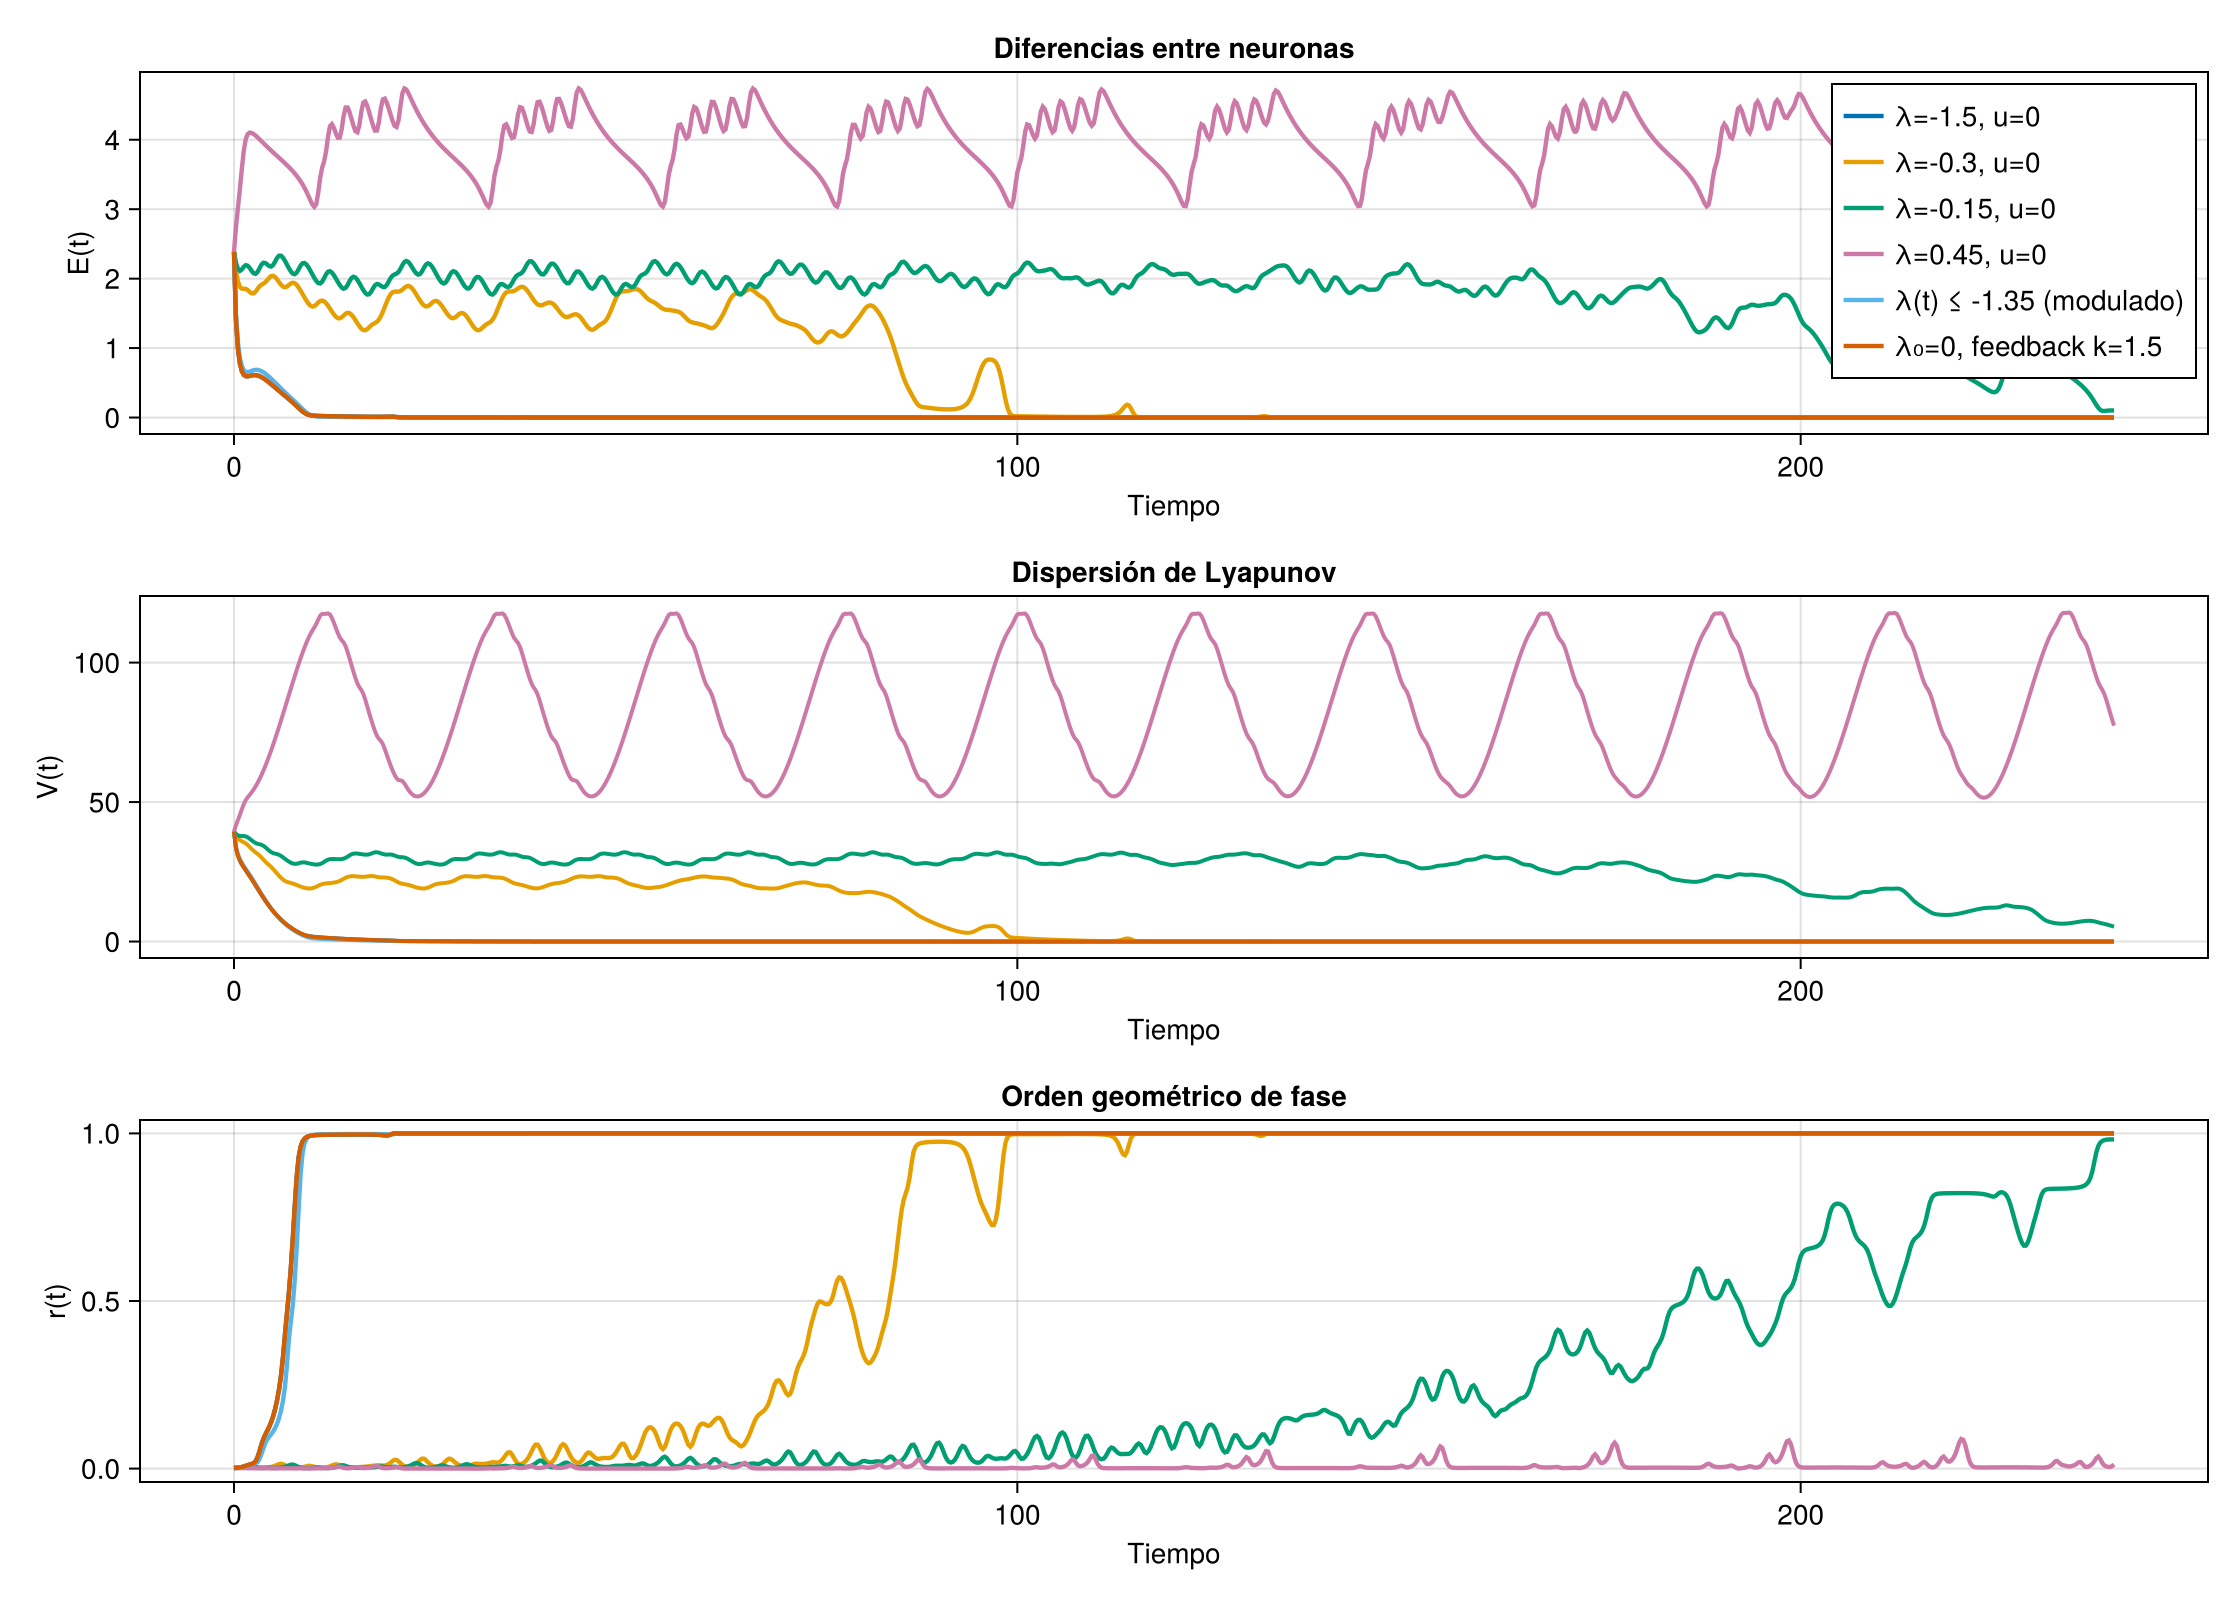 Diferencias entre neuronas
E(t)
4
3
2
1
0
0
100
200
Tiempo
λ=-1.5, u=0
λ=-0.3, u=0
λ=-0.15, u=0
λ=0.45, u=0
λ(t) ≤ -1.35 (modulado)
λ₀=0, feedback k=1.5
Dispersión de Lyapunov
V(t)
100
50
0
0
100
200
Tiempo
Orden geométrico de fase
r(t)
1.0
0.5
0.0
0
100
200
Tiempo